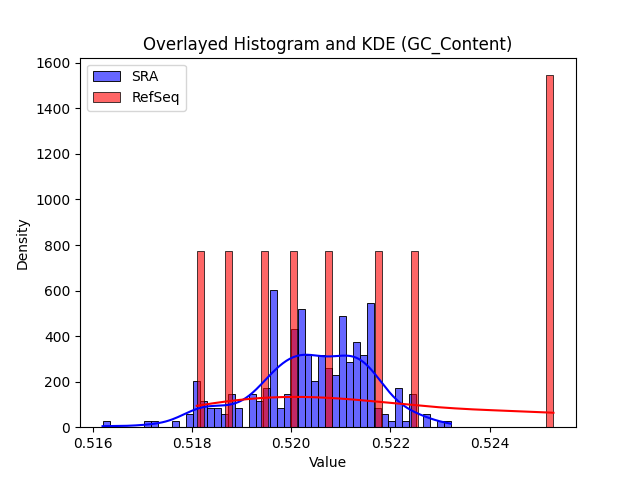 Overlayed Histogram and KDE (GC_Content)
SRA
RefSeq
1600
1400
1200
1000
800
600
400
200
0
Density
0.516 0.518 0.520 0.522 0.524
Value